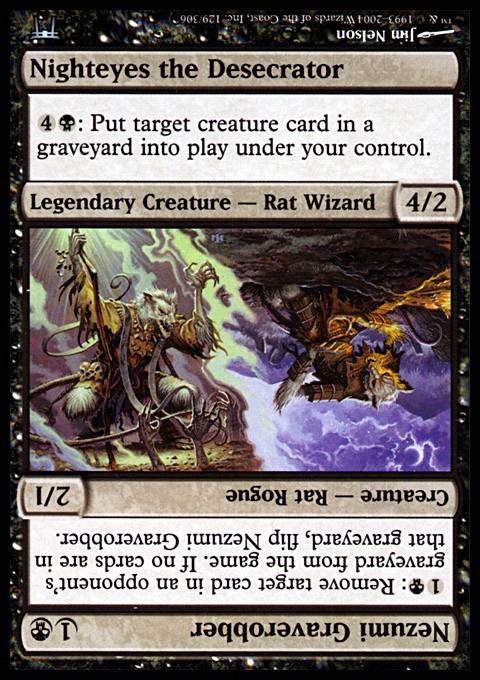 ™ & © 1993–2004 Wizards of the Coast, Inc. 129/306
Jim Nelson
Nighteyes the Desecrator
4: Put target creature card in a
graveyard into play under your control.
Legendary Creature — Rat Wizard 4/2
Creature — Rat Rogue 2/1
1: Remove target card in an opponent's
graveyard from the game. If no cards are in
that graveyard, flip Nezumi Graverobber.
Nezumi Graverobber 1